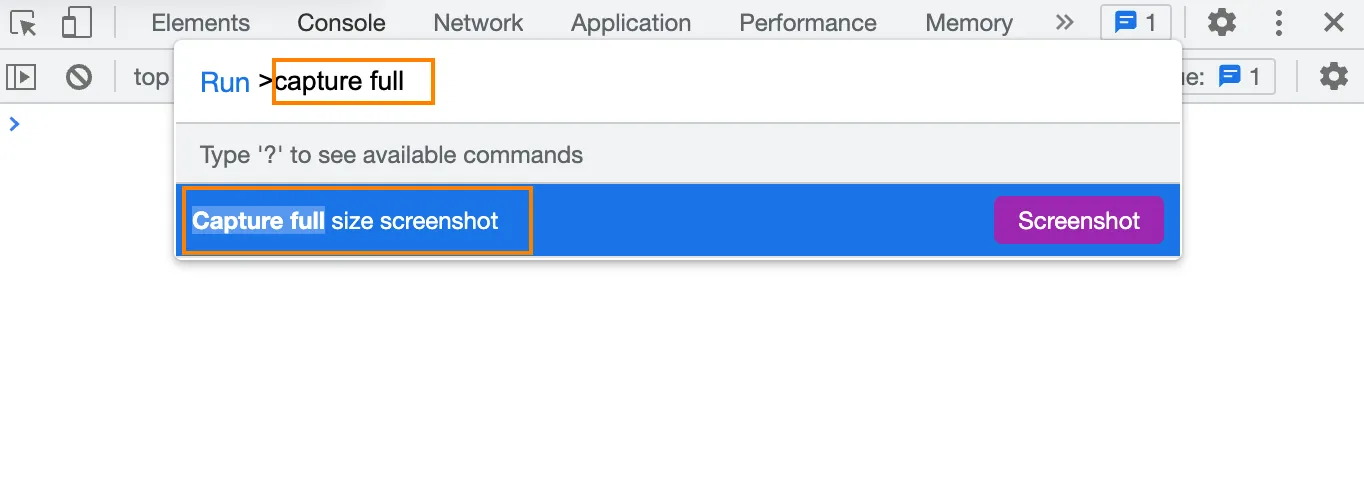 Elements Console Network Application Performance Memory 1
top ue: 1
Run >capture full
Type '?' to see available commands
Capture full size screenshot Screenshot